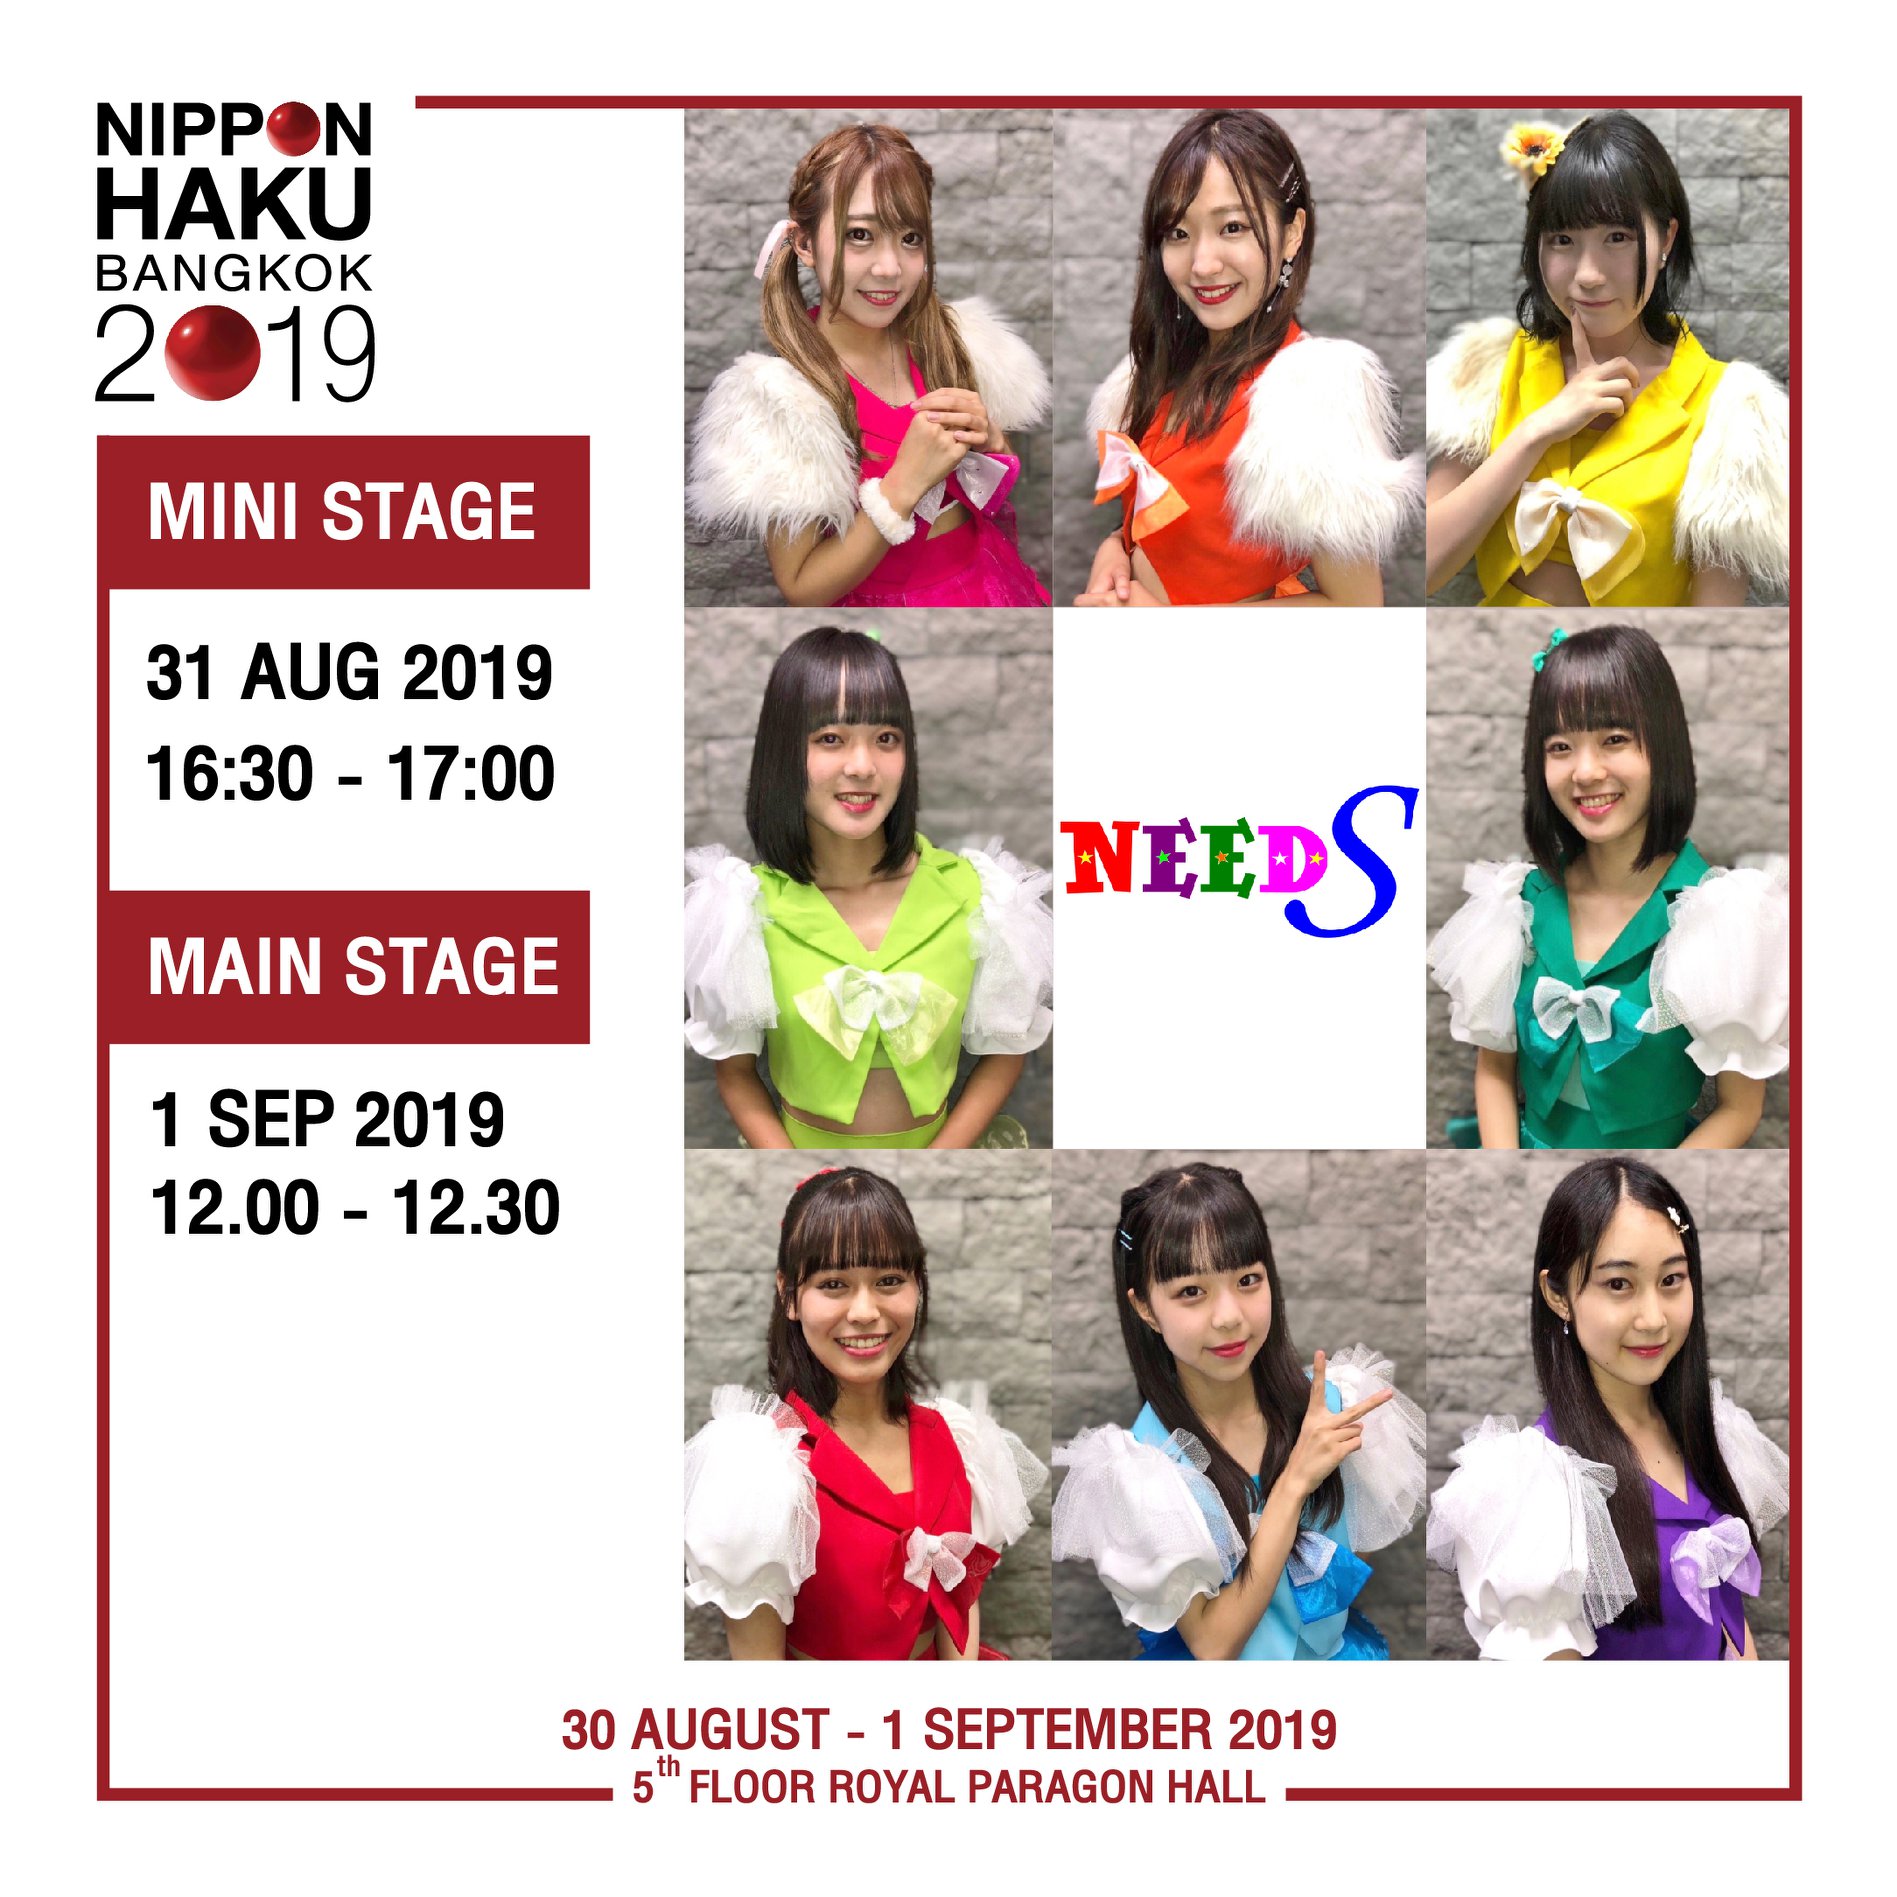 NIPPON
HAKU
BANGKOK
2019
MINI STAGE
31 AUG 2019
16:30 - 17:00
MAIN STAGE
1 SEP 2019
12.00 - 12.30
NEEDS
30 AUGUST - 1 SEPTEMBER 2019
5th FLOOR ROYAL PARAGON HALL